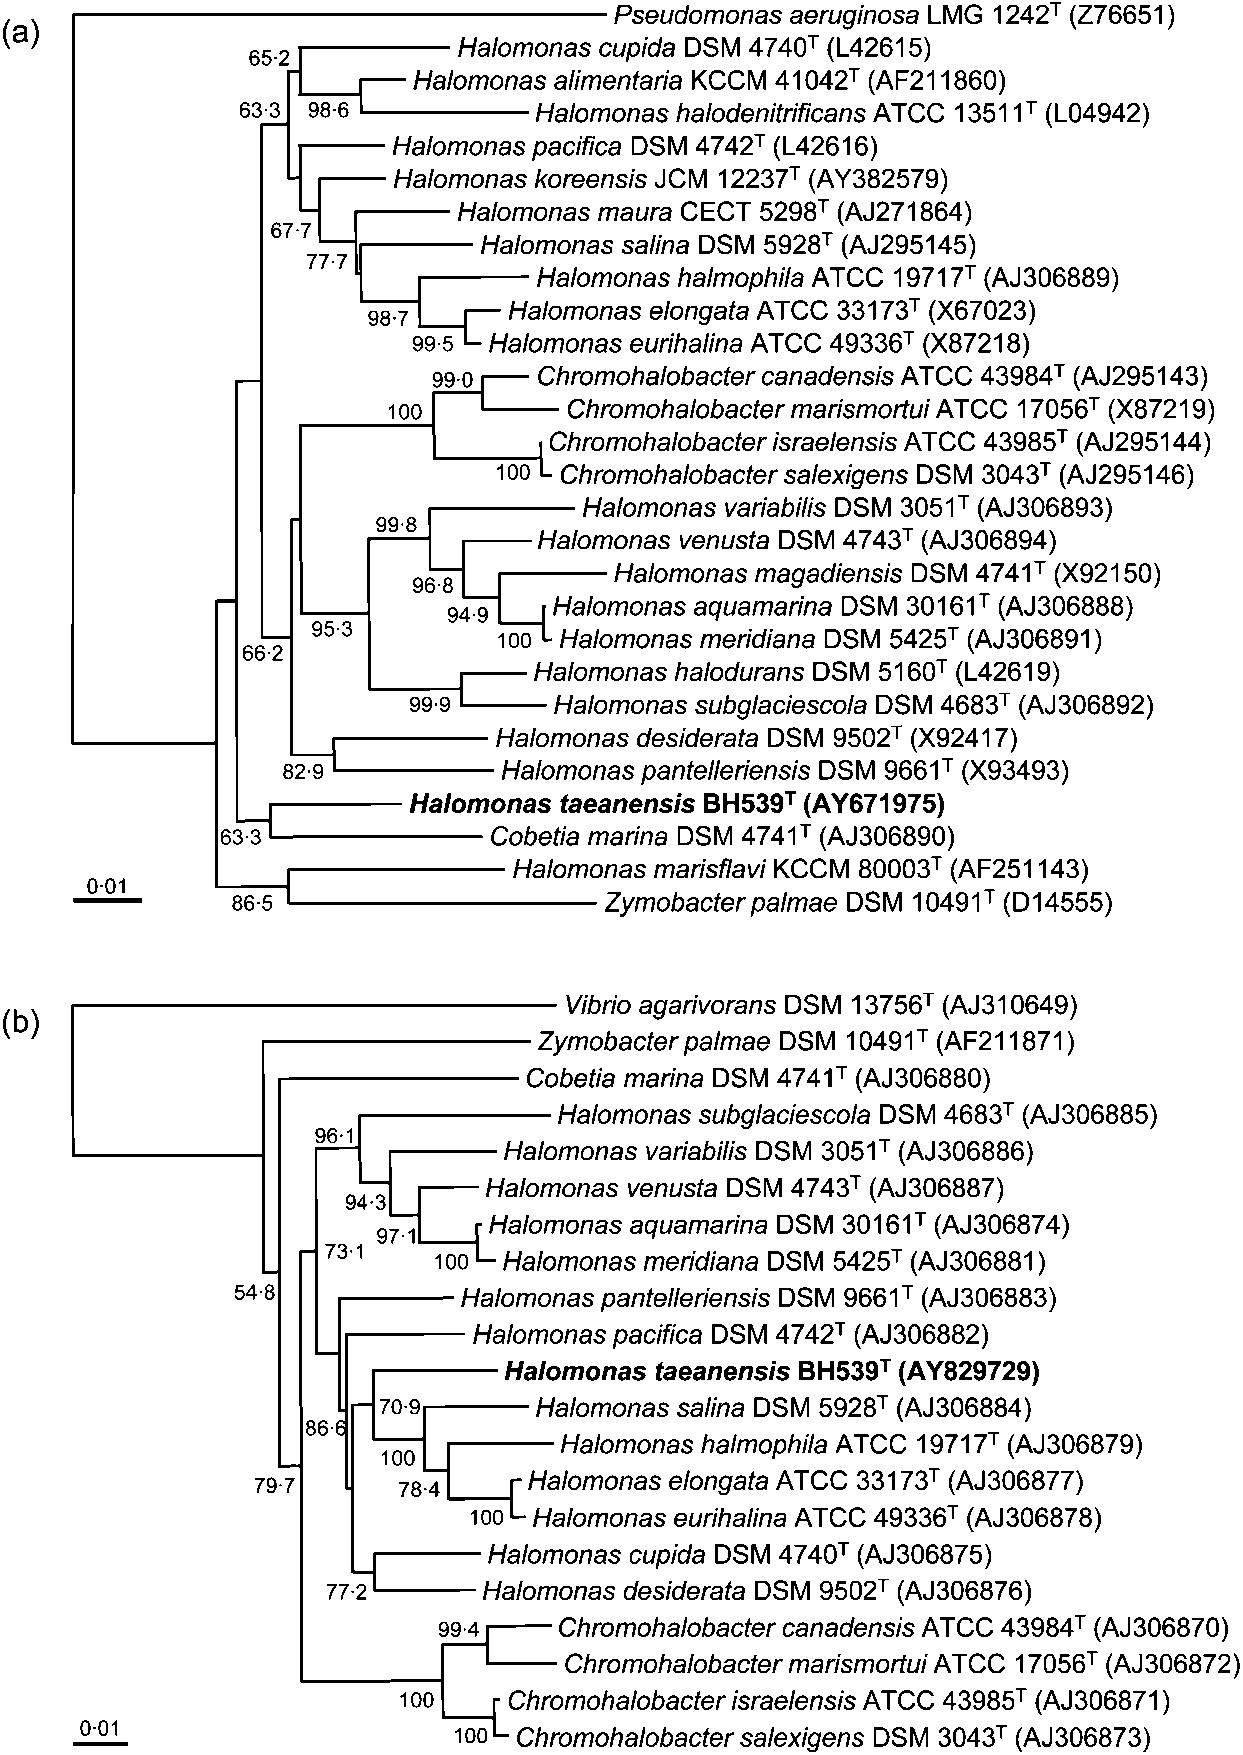 (a)
Pseudomonas aeruginosa LMG 1242T (Z76651)
65·2
Halomonas cupida DSM 4740T (L42615)
Halomonas alimentaria KCCM 41042T (AF211860)
63·3
98·6
Halomonas halodenitrificans ATCC 13511T (L04942)
Halomonas pacifica DSM 4742T (L42616)
Halomonas koreensis JCM 12237T (AY382579)
Halomonas maura CECT 5298T (AJ271864)
67·7
Halomonas salina DSM 5928T (AJ295145)
77·7
Halomonas halmophila ATCC 19717T (AJ306889)
Halomonas elongata ATCC 33173T (X67023)
98·7
99·5
Halomonas eurihalina ATCC 49336T (X87218)
99·0
Chromohalobacter canadensis ATCC 43984T (AJ295143)
100
Chromohalobacter marismortui ATCC 17056T (X87219)
Chromohalobacter israelensis ATCC 43985T (AJ295144)
100
Chromohalobacter salexigens DSM 3043T (AJ295146)
Halomonas variabilis DSM 3051T (AJ306893)
99·8
Halomonas venusta DSM 4743T (AJ306894)
96·8
Halomonas magadiensis DSM 4741T (X92150)
94·9
Halomonas aquamarina DSM 30161T (AJ306888)
95·3
100
Halomonas meridiana DSM 5425T (AJ306891)
66·2
Halomonas halodurans DSM 5160T (L42619)
99·9
Halomonas subglaciescola DSM 4683T (AJ306892)
Halomonas desiderata DSM 9502T (X92417)
82·9
Halomonas pantelleriensis DSM 9661T (X93493)
Halomonas taeanensis BH539T (AY671975)
63·3
Cobetia marina DSM 4741T (AJ306890)
Halomonas marisflavi KCCM 80003T (AF251143)
0·01
86·5
Zymobacter palmae DSM 10491T (D14555)
(b)
Vibrio agarivorans DSM 13756T (AJ310649)
Zymobacter palmae DSM 10491T (AF211871)
Cobetia marina DSM 4741T (AJ306880)
Halomonas subglaciescola DSM 4683T (AJ306885)
96·1
Halomonas variabilis DSM 3051T (AJ306886)
Halomonas venusta DSM 4743T (AJ306887)
94·3
Halomonas aquamarina DSM 30161T (AJ306874)
97·1
73·1
100
Halomonas meridiana DSM 5425T (AJ306881)
54·8
Halomonas pantelleriensis DSM 9661T (AJ306883)
Halomonas pacifica DSM 4742T (AJ306882)
Halomonas taeanensis BH539T (AY829729)
70·9
Halomonas salina DSM 5928T (AJ306884)
86·6
Halomonas halmophila ATCC 19717T (AJ306879)
100
Halomonas elongata ATCC 33173T (AJ306877)
79·7
78·4
100
Halomonas eurihalina ATCC 49336T (AJ306878)
Halomonas cupida DSM 4740T (AJ306875)
77·2
Halomonas desiderata DSM 9502T (AJ306876)
99·4
Chromohalobacter canadensis ATCC 43984T (AJ306870)
Chromohalobacter marismortui ATCC 17056T (AJ306872)
100
Chromohalobacter israelensis ATCC 43985T (AJ306871)
0·01
100
Chromohalobacter salexigens DSM 3043T (AJ306873)